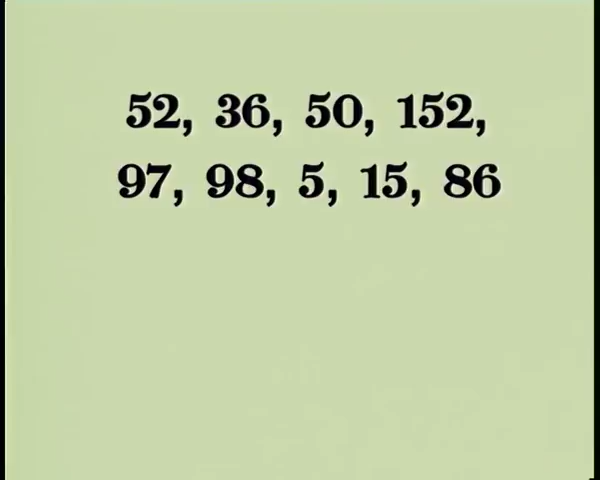 52, 36, 50, 152,
97, 98, 5, 15, 86